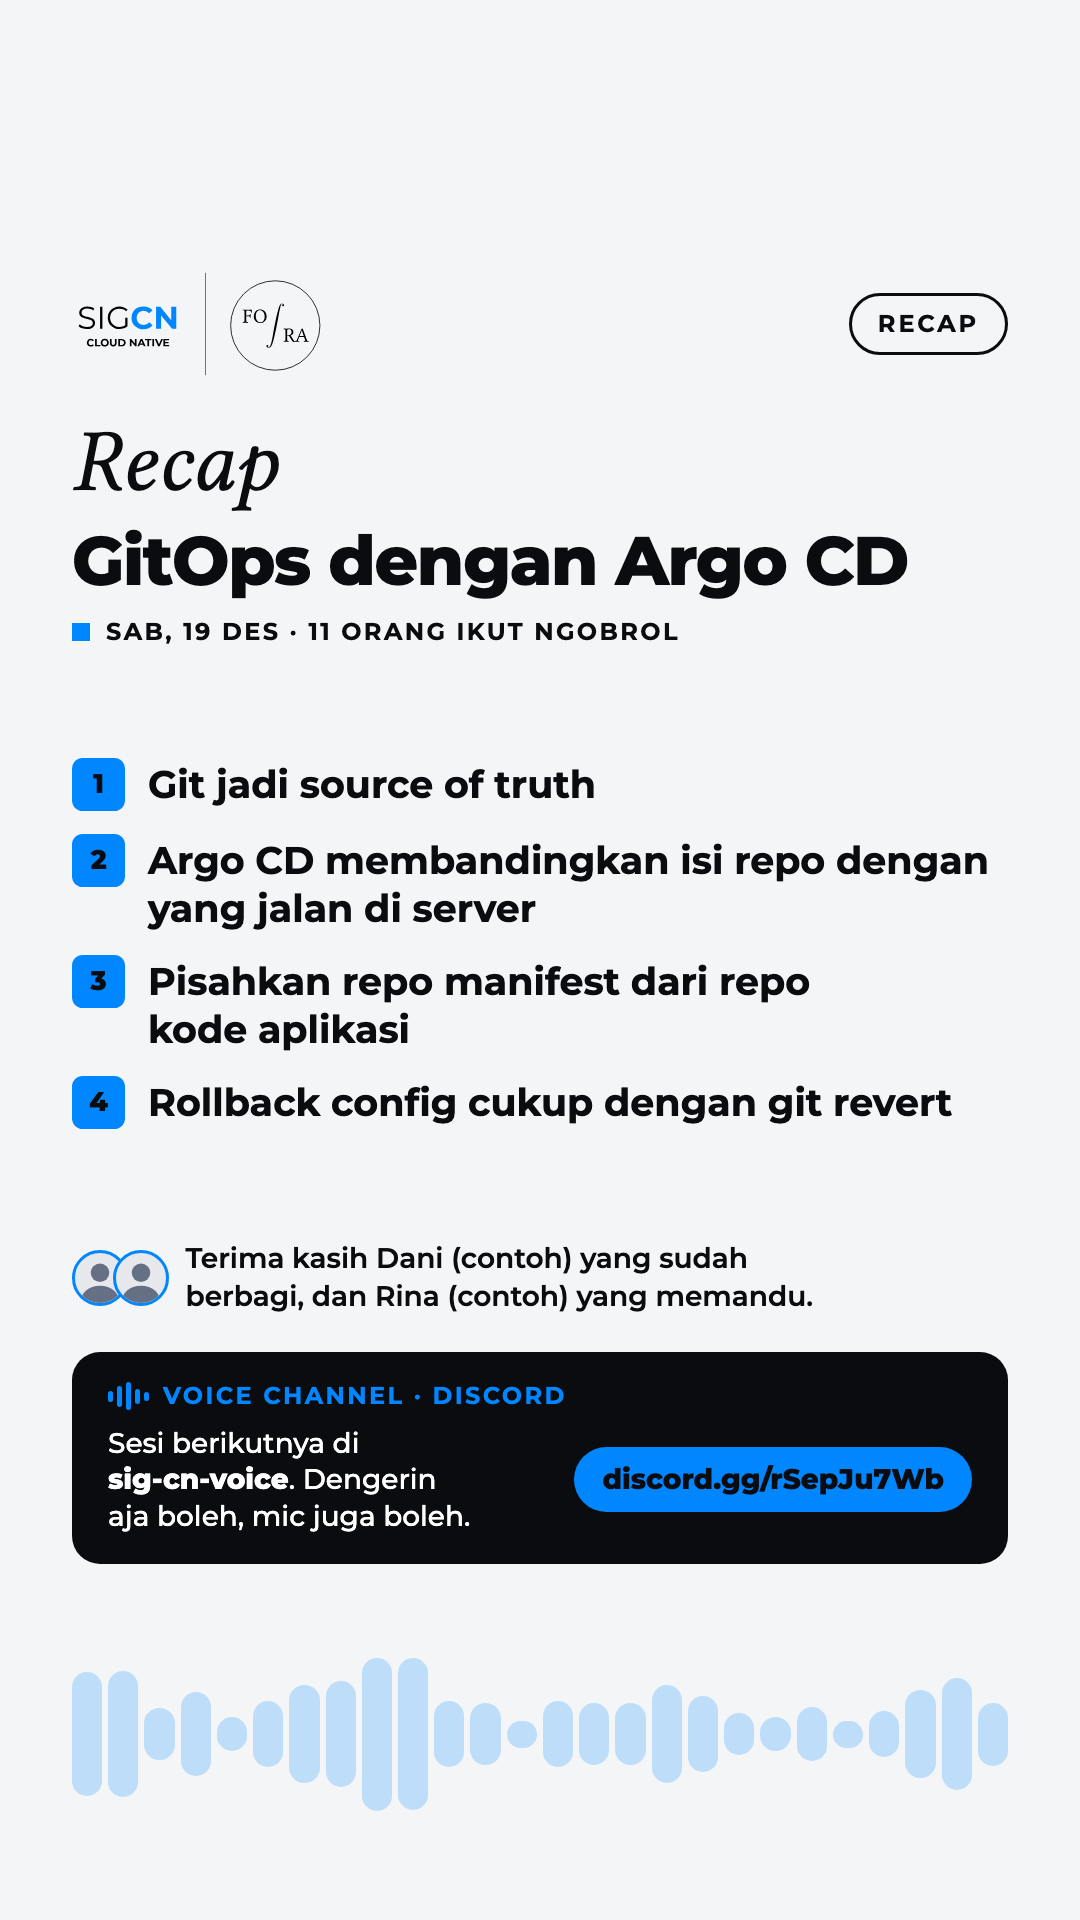 SIGCN
CLOUD NATIVE
FO
RA
RECAP
Recap
GitOps dengan Argo CD
SAB, 19 DES · 11 ORANG IKUT NGOBROL
1
Git jadi source of truth
2
Argo CD membandingkan isi repo dengan
yang jalan di server
3
Pisahkan repo manifest dari repo
kode aplikasi
4
Rollback config cukup dengan git revert
Terima kasih Dani (contoh) yang sudah
berbagi, dan Rina (contoh) yang memandu.
VOICE CHANNEL · DISCORD
Sesi berikutnya di
sig-cn-voice. Dengerin
aja boleh, mic juga boleh.
discord.gg/rSepJu7Wb